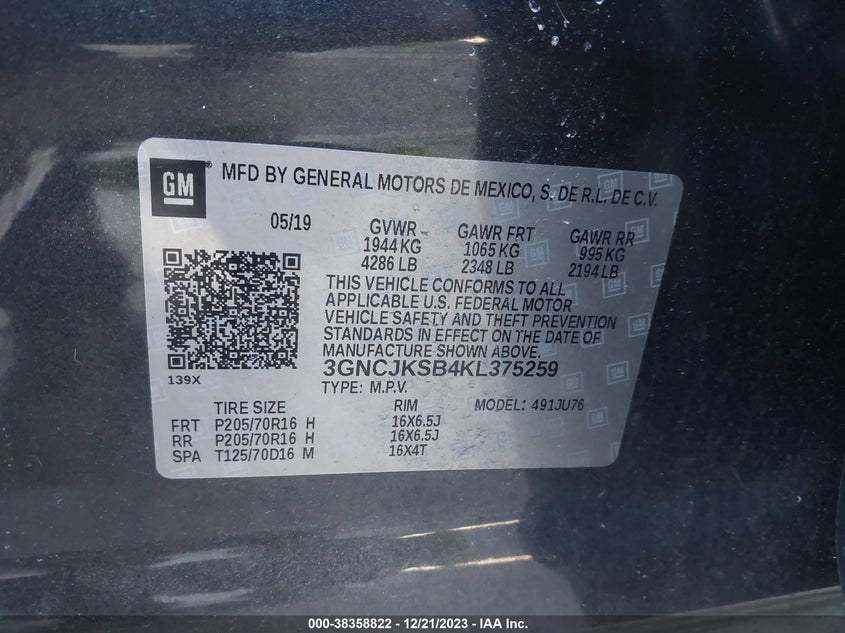 GM® MFD BY GENERAL MOTORS DE MEXICO, S. DE R.L. DE C.V.
05/19 GVWR GAWR FRT GAWR RR
1944 KG 1065 KG 995 KG
4286 LB 2348 LB 2194 LB
THIS VEHICLE CONFORMS TO ALL
APPLICABLE U.S. FEDERAL MOTOR
VEHICLE SAFETY AND THEFT PREVENTION
STANDARDS IN EFFECT ON THE DATE OF
MANUFACTURE SHOWN ABOVE.
3GNCJKSB4KL375259
139X
TYPE: M.P.V.
TIRE SIZE RIM MODEL: 491JU76
FRT P205/70R16 H 16X6.5J
RR P205/70R16 H 16X6.5J
SPA T125/70D16 M 16X4T
000-38358822 - 12/21/2023 - IAA, Inc.